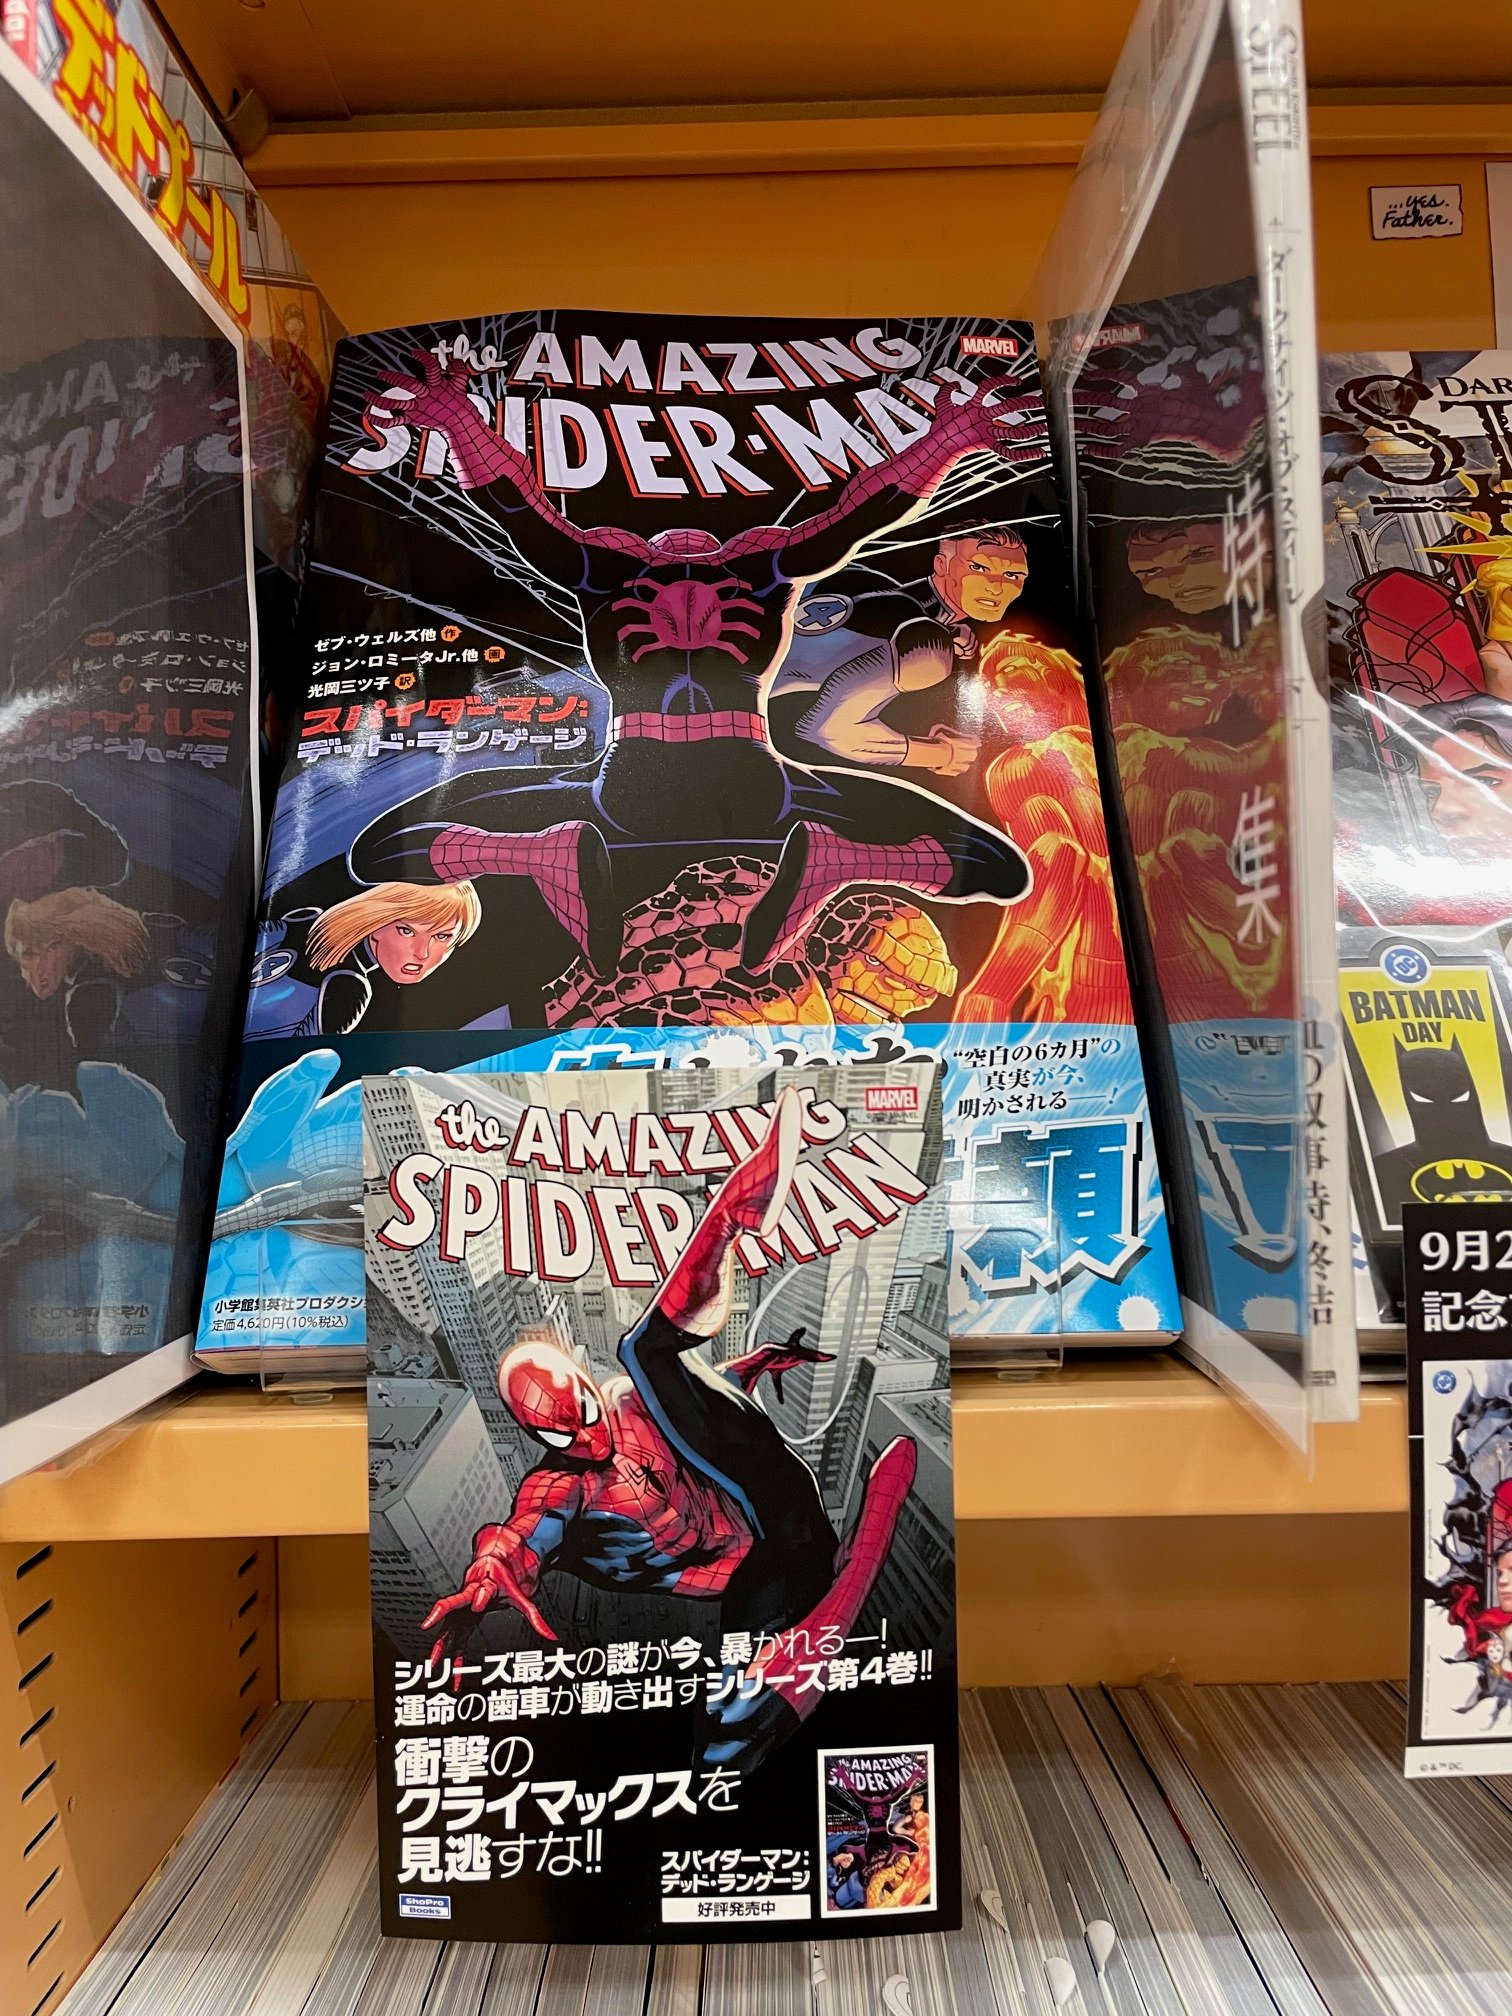 デッドプール
the AMAZING
SPIDER-MAN
MARVEL
ゼブ・ウェルズ他 作
ジョン・ロミータJr.他 画
光岡三ツ子 訳
スパイダーマン:
デッド・ランゲージ
4
“空白の6カ月”の
真実が今、
明かされる――!
頼
小学館集英社プロダクシ
定価4,620円(10%税込)
the AMAZING
SPIDER-MAN
MARVEL
シリーズ最大の謎が今、暴かれる―!
運命の歯車が動き出すシリーズ第4巻!!
衝撃の
クライマックスを
見逃すな!!
スパイダーマン:
デッド・ランゲージ
好評発売中
ShoPro
Books
the AMAZING
SPIDER-MAN
STEEL
ダークナイツ・オブ・スティール
特集
...yes.
Father.
DAR
DC
BATMAN
DAY
9月2
記念